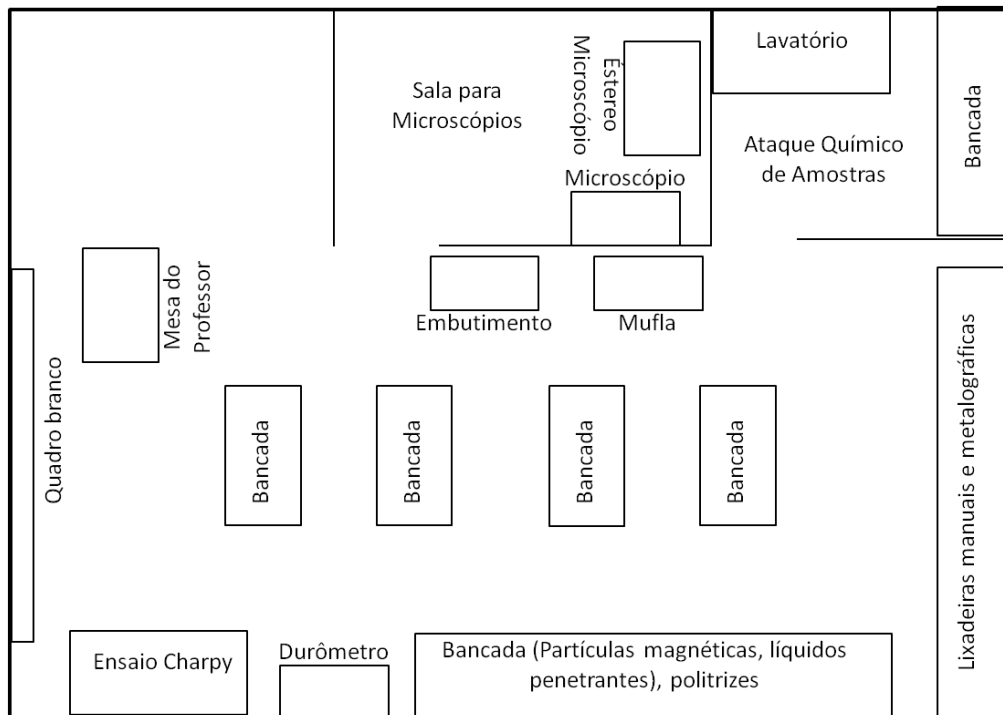 Sala para
Microscópios
Éstereo
Microscópio
Microscópio
Lavatório
Ataque Químico
de Amostras
Bancada
Mesa do
Professor
Quadro branco
Embutimento
Mufla
Bancada
Bancada
Bancada
Bancada
Lixadeiras manuais e metalográficas
Ensaio Charpy
Durômetro
Bancada (Partículas magnéticas, líquidos
penetrantes), politrizes